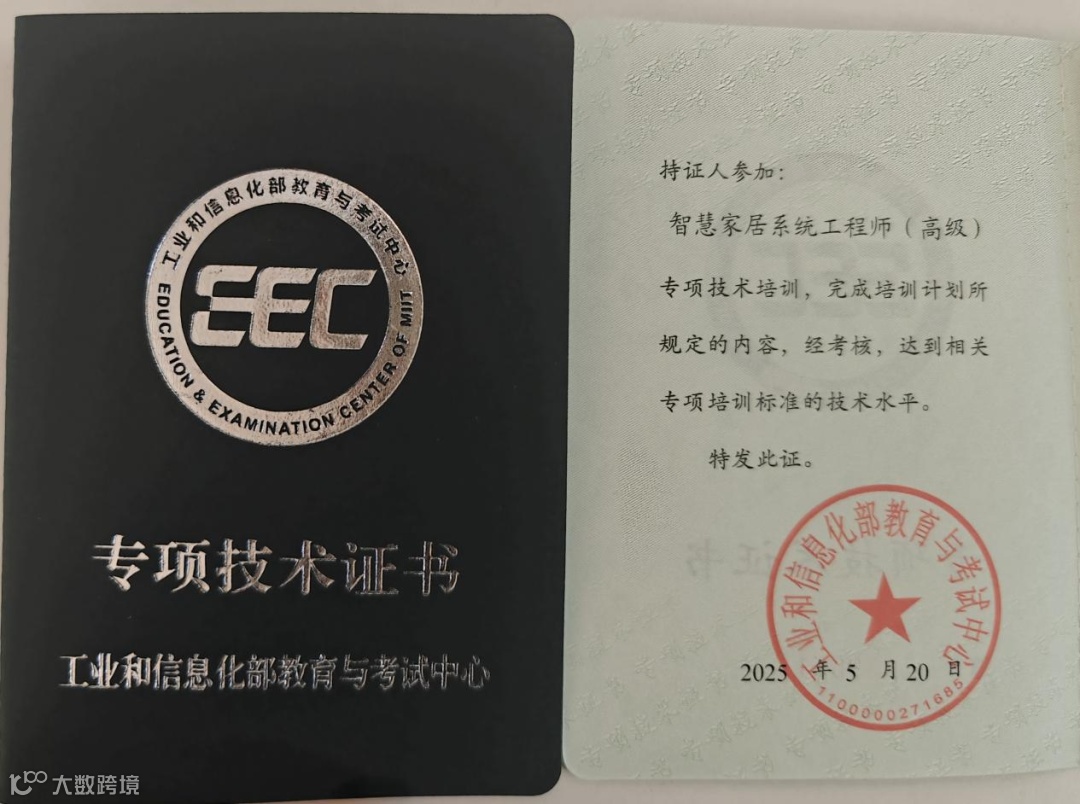 工业和信息化部教育与考试中心
EEC
EDUCATION & EXAMINATION CENTER OF MIIT
专项技术证书
工业和信息化部教育与考试中心
持证人参加：
智慧家居系统工程师（高级）
专项技术培训，完成培训计划所
规定的内容，经考核，达到相关
专项培训标准的技术水平。
特发此证。
工业和信息化部教育与考试中心
2025 年 5 月 20 日
1100000271685
大数跨境